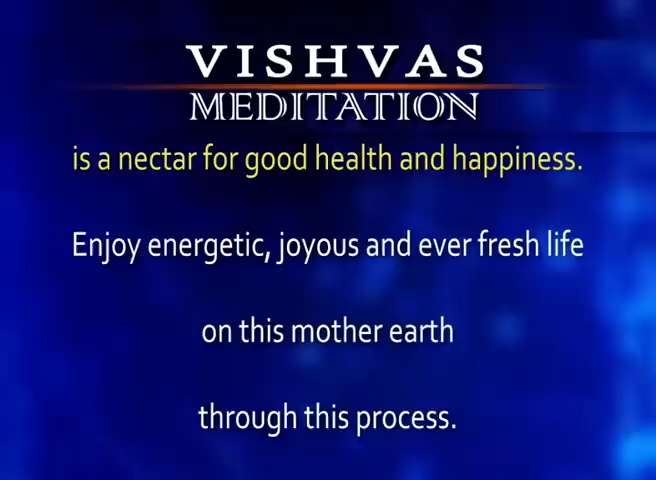 VISHVAS
MEDITATION
is a nectar for good health and happiness.
Enjoy energetic, joyous and ever fresh life
on this mother earth
through this process.